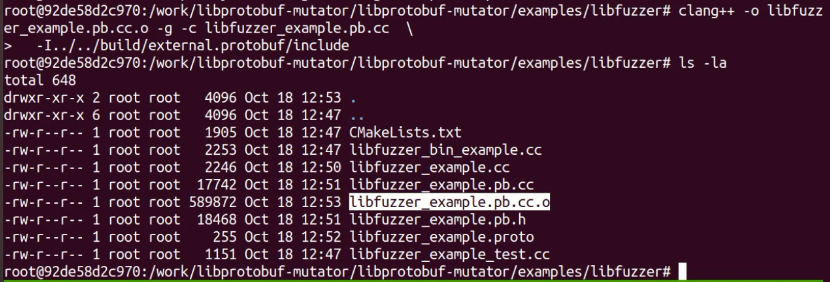 root@92de58d2c970:/work/libprotobuf-mutator/libprotobuf-mutator/examples/libfuzzer# clang++ -o libfuzz
er_example.pb.cc.o -g -c libfuzzer_example.pb.cc  \
>   -I../../build/external.protobuf/include
root@92de58d2c970:/work/libprotobuf-mutator/libprotobuf-mutator/examples/libfuzzer# ls -la
total 648
drwxr-xr-x 2 root root   4096 Oct 18 12:53 .
drwxr-xr-x 6 root root   4096 Oct 18 12:47 ..
-rw-r--r-- 1 root root   1905 Oct 18 12:47 CMakeLists.txt
-rw-r--r-- 1 root root   2253 Oct 18 12:47 libfuzzer_bin_example.cc
-rw-r--r-- 1 root root   2246 Oct 18 12:50 libfuzzer_example.cc
-rw-r--r-- 1 root root  17742 Oct 18 12:51 libfuzzer_example.pb.cc
-rw-r--r-- 1 root root 589872 Oct 18 12:53 libfuzzer_example.pb.cc.o
-rw-r--r-- 1 root root  18468 Oct 18 12:51 libfuzzer_example.pb.h
-rw-r--r-- 1 root root    255 Oct 18 12:52 libfuzzer_example.proto
-rw-r--r-- 1 root root   1151 Oct 18 12:47 libfuzzer_example_test.cc
root@92de58d2c970:/work/libprotobuf-mutator/libprotobuf-mutator/examples/libfuzzer#